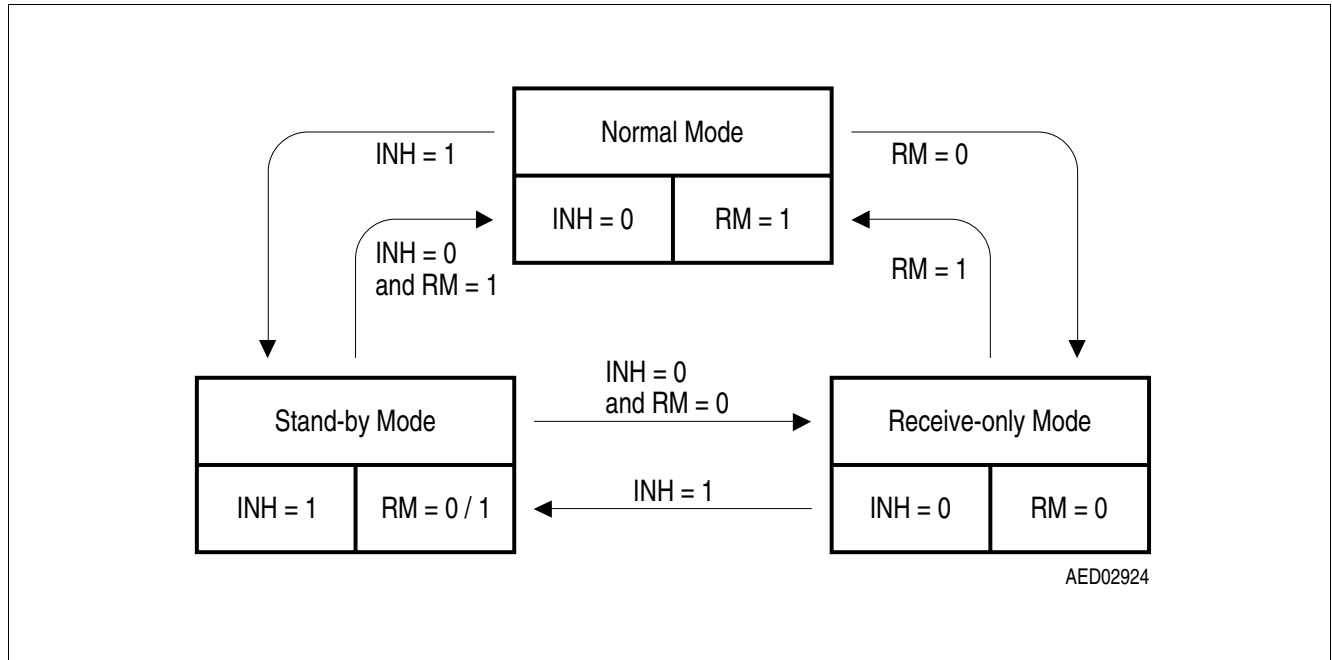 Normal Mode
INH = 1
RM = 0
INH = 0
RM = 1
INH = 0
and RM = 1
RM = 1
INH = 0
and RM = 0
Stand-by Mode
Receive-only Mode
INH = 1
RM = 0 / 1
INH = 1
INH = 0
RM = 0
AED02924